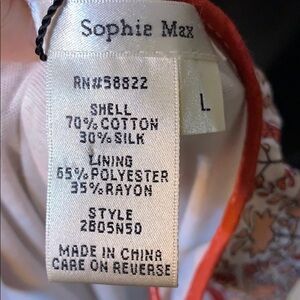 Sophie Max
L
RN#58822
SHELL
70% COTTON
30% SILK
LINING
65% POLYESTER
35% RAYON
STYLE
2805N50
MADE IN CHINA
CARE ON REVERSE